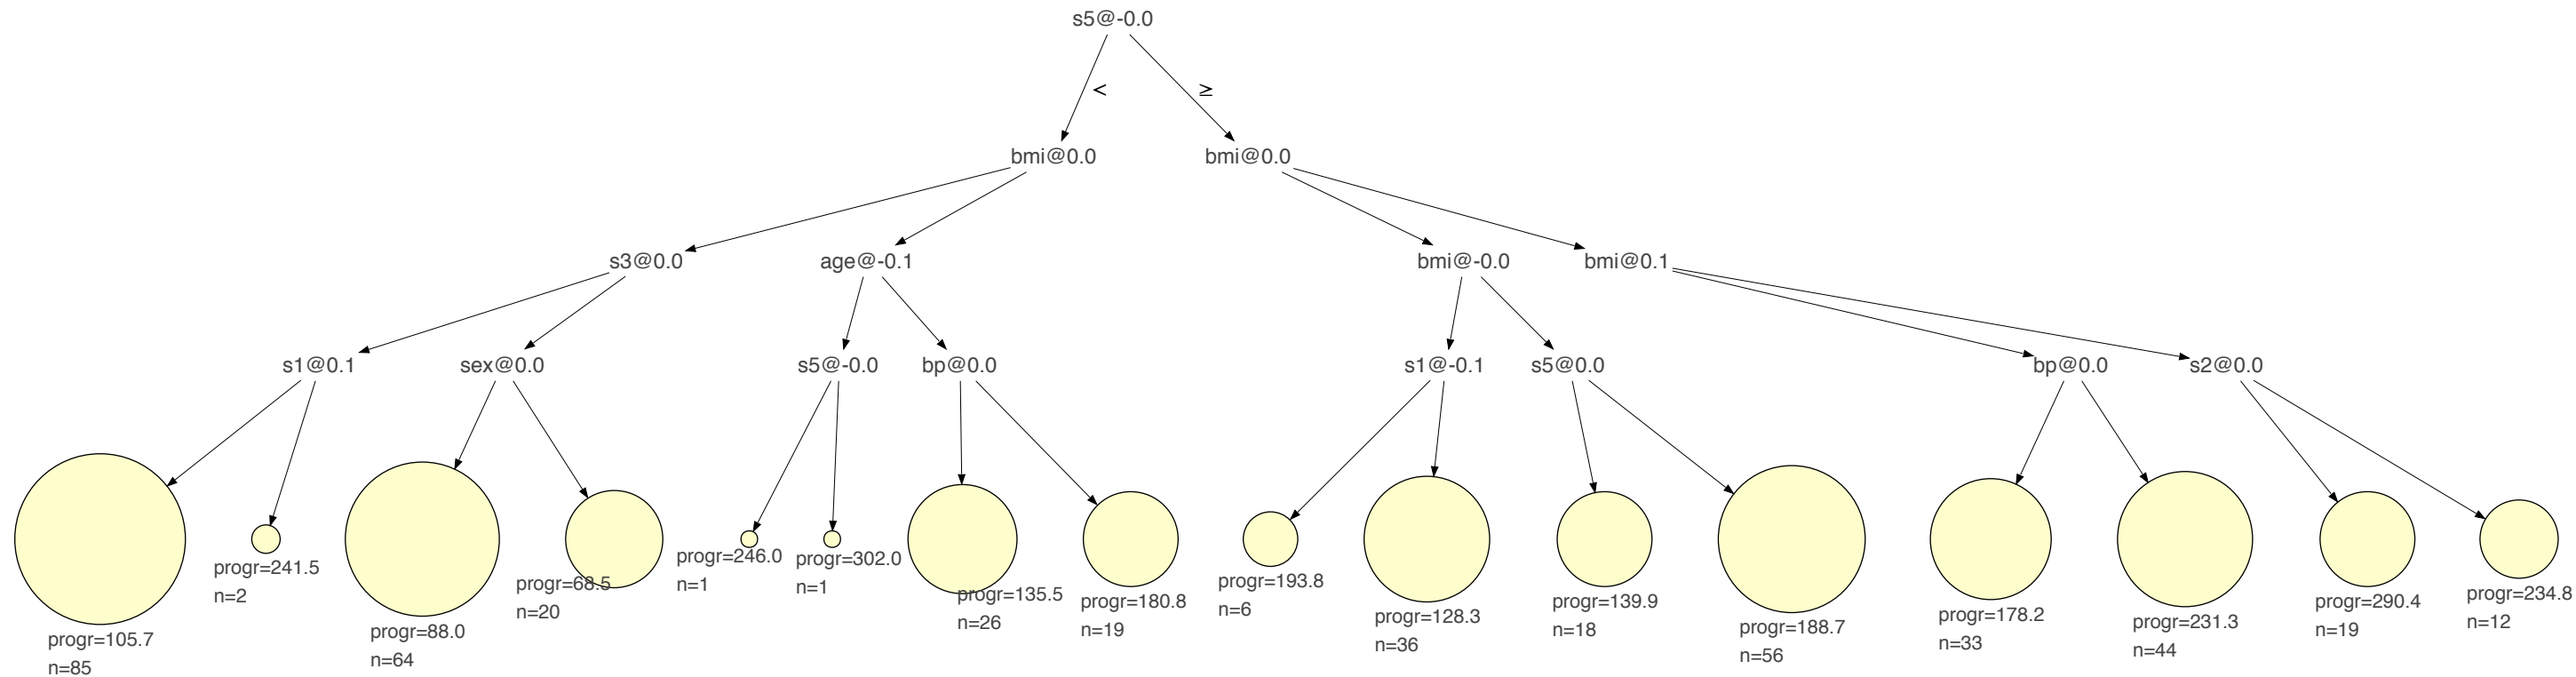 s5@-0.0
<
≥
bmi@0.0
bmi@0.0
s3@0.0
age@-0.1
bmi@-0.0
bmi@0.1
s1@0.1
sex@0.0
s5@-0.0
bp@0.0
s1@-0.1
s5@0.0
bp@0.0
s2@0.0
progr=105.7
n=85
progr=241.5
n=2
progr=88.0
n=64
progr=68.5
n=20
progr=246.0
n=1
progr=302.0
n=1
progr=135.5
n=26
progr=180.8
n=19
progr=193.8
n=6
progr=128.3
n=36
progr=139.9
n=18
progr=188.7
n=56
progr=178.2
n=33
progr=231.3
n=44
progr=290.4
n=19
progr=234.8
n=12